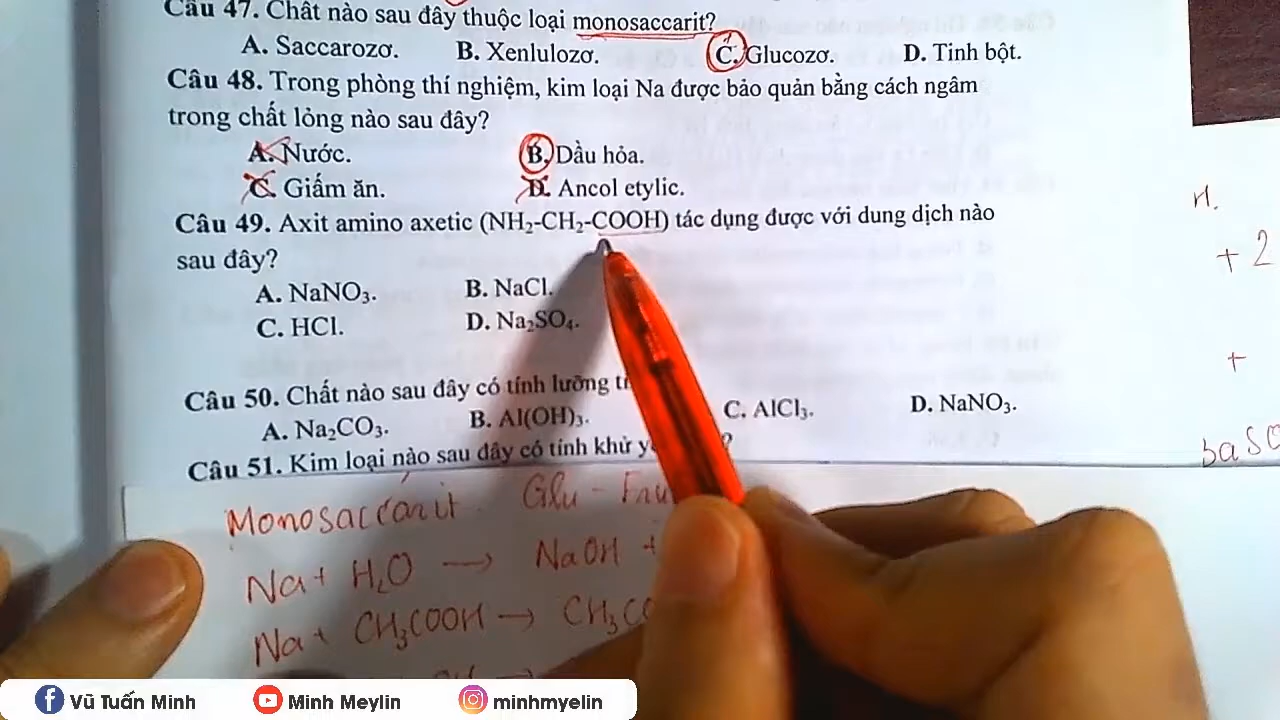 Câu 47. Chất nào sau đây thuộc loại monosaccarit?
A. Saccarozơ. B. Xenlulozơ. C. Glucozơ. D. Tinh bột.
Câu 48. Trong phòng thí nghiệm, kim loại Na được bảo quản bằng cách ngâm
trong chất lỏng nào sau đây?
A. Nước. B. Dầu hỏa.
C. Giấm ăn. D. Ancol etylic.
Câu 49. Axit amino axetic (NH₂-CH₂-COOH) tác dụng được với dung dịch nào
sau đây?
A. NaNO₃. B. NaCl.
C. HCl. D. Na₂SO₄.
Câu 50. Chất nào sau đây có tính lưỡng
A. Na₂CO₃. B. Al(OH)₃. C. AlCl₃. D. NaNO₃.
Câu 51. Kim loại nào sau đây có tính khử
Monosaccarit Glu -
Na + H₂O → NaOH +
Na + CH₃COOH →
+ 2
+
Vũ Tuấn Minh Minh Meylin minhmyelin